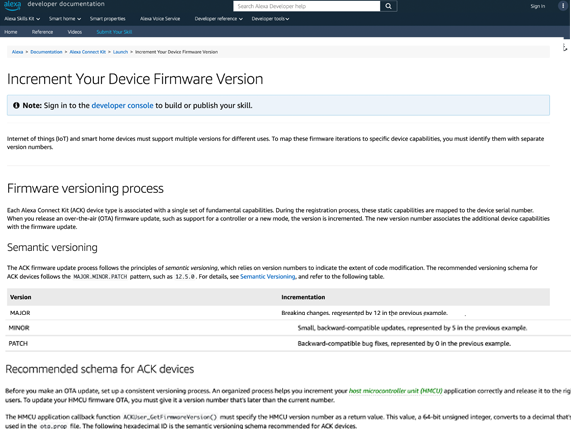 alexa developer documentation Search Alexa Developer help Sign in
Alexa Skills Kit Smart home Smart properties Alexa Voice Service Developer reference Developer tools
Home Reference Videos Submit Your Skill
Alexa > Documentation > Alexa Connect Kit > Launch > Increment Your Device Firmware Version
Increment Your Device Firmware Version
Note: Sign in to the developer console to build or publish your skill.
Internet of things (IoT) and smart home devices must support multiple versions for different uses. To map these firmware iterations to specific device capabilities, you must identify them with separate
version numbers.
Firmware versioning process
Each Alexa Connect Kit (ACK) device type is associated with a single set of fundamental capabilities. During the registration process, these static capabilities are mapped to the device serial number.
When you release an over-the-air (OTA) firmware update, such as support for a controller or a new mode, the version is incremented. The new version number associates the additional device capabilities
with the firmware update.
Semantic versioning
The ACK firmware update process follows the principles of semantic versioning, which relies on version numbers to indicate the extent of code modification. The recommended versioning schema for
ACK devices follows the MAJOR.MINOR.PATCH pattern, such as 12.5.0. For details, see Semantic Versioning, and refer to the following table.
Version Incrementation
MAJOR Breaking changes, represented by 12 in the previous example.
MINOR Small, backward-compatible updates, represented by 5 in the previous example.
PATCH Backward-compatible bug fixes, represented by 0 in the previous example.
Recommended schema for ACK devices
Before you make an OTA update, set up a consistent versioning process. An organized process helps you increment your host microcontroller unit (HMCU) application correctly and release it to the rig
users. To update your HMCU firmware OTA, you must give it a version number that's later than the current number.
The HMCU application callback function ACKUser_GetFirmwareVersion() must specify the HMCU version number as a return value. This value, a 64-bit unsigned integer, converts to a decimal that's
used in the ota.prop file. The following hexadecimal ID is the semantic versioning schema recommended for ACK devices.